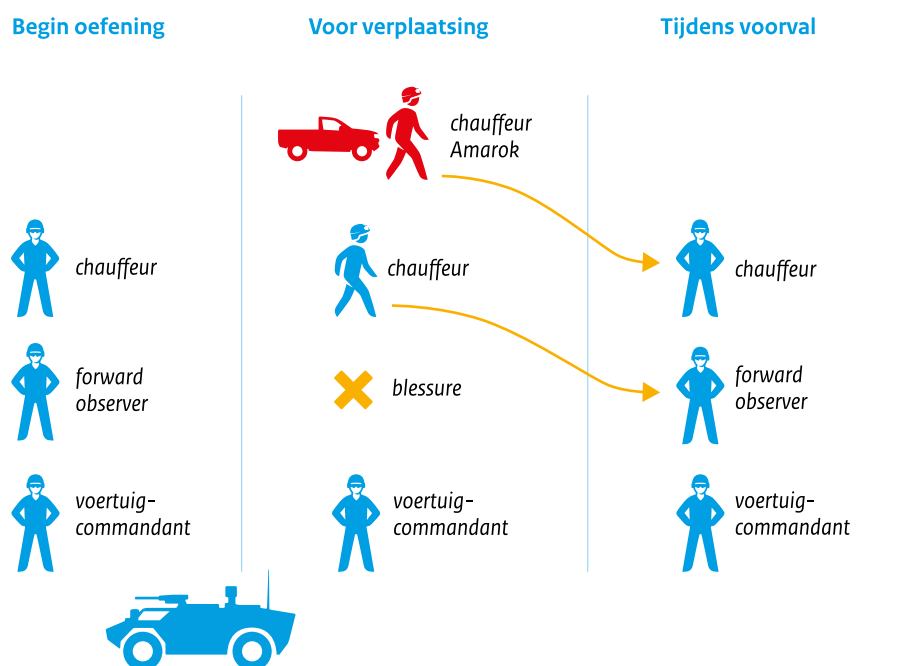 Begin oefening
Voor verplaatsing
Tijdens voorval
chauffeur
Amarok
chauffeur
chauffeur
chauffeur
forward
observer
blessure
forward
observer
voertuig-
commandant
voertuig-
commandant
voertuig-
commandant